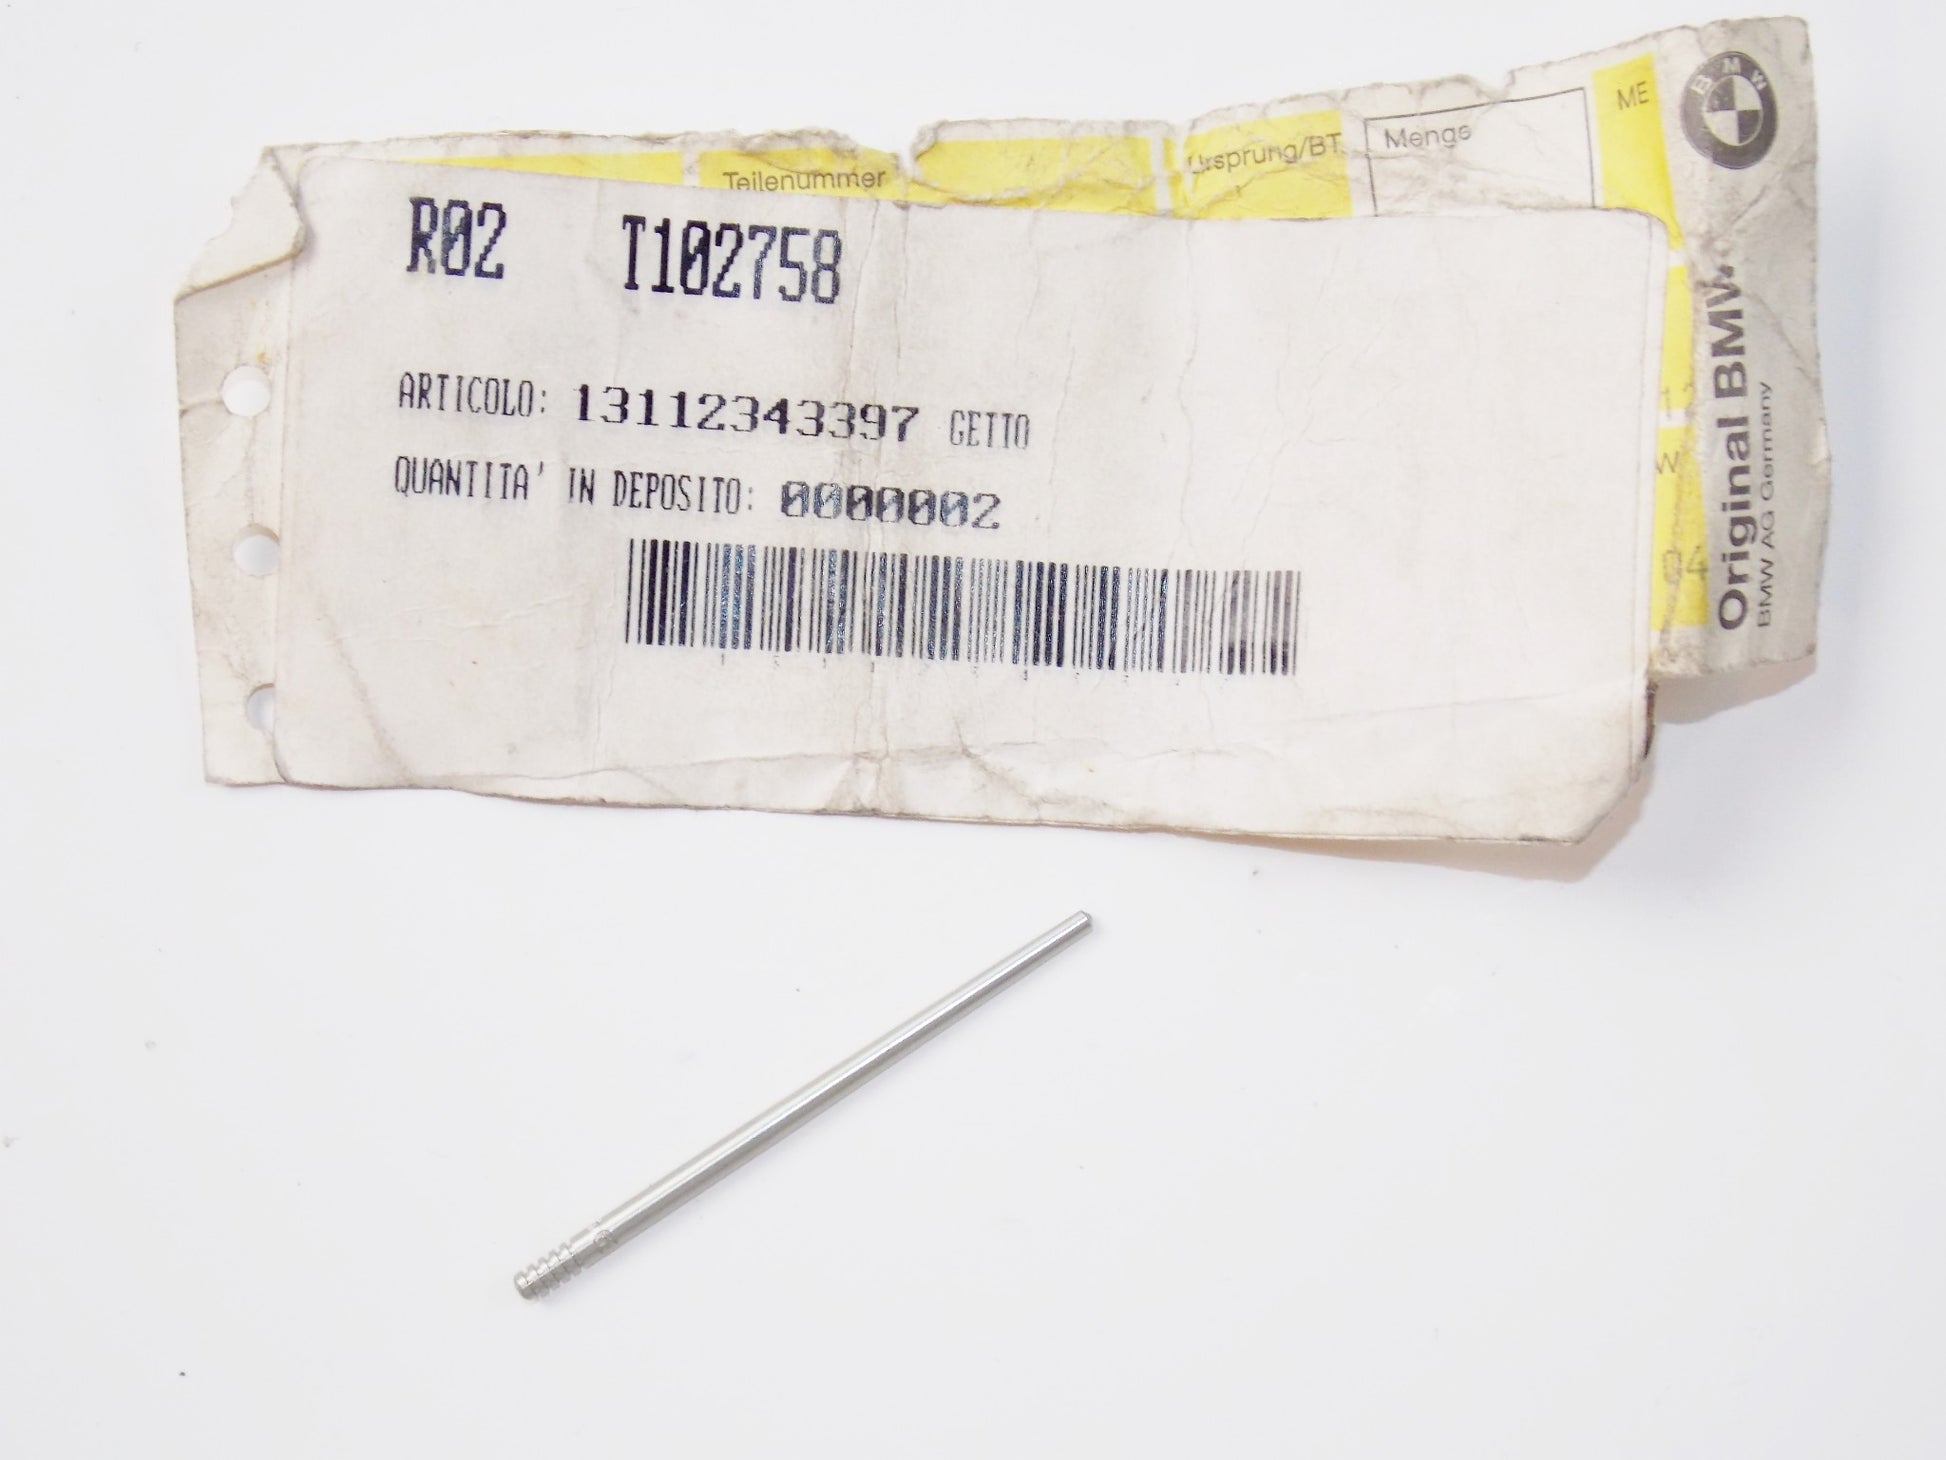 Teilenummer
Ursprung/BT
Menge
ME
BMW
R02 T102758
ARTICOLO: 13112343397 GETTO
QUANTITA' IN DEPOSITO: 0000002
Original BMW
BMW AG Germany